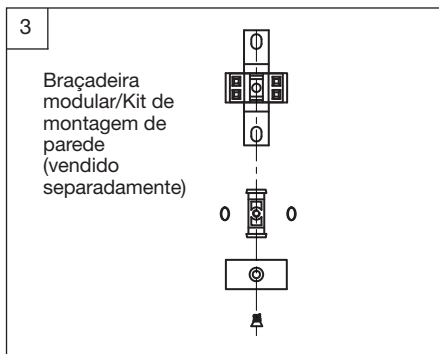 3
Braçadeira
modular/Kit de
montagem de
parede
(vendido
separadamente)